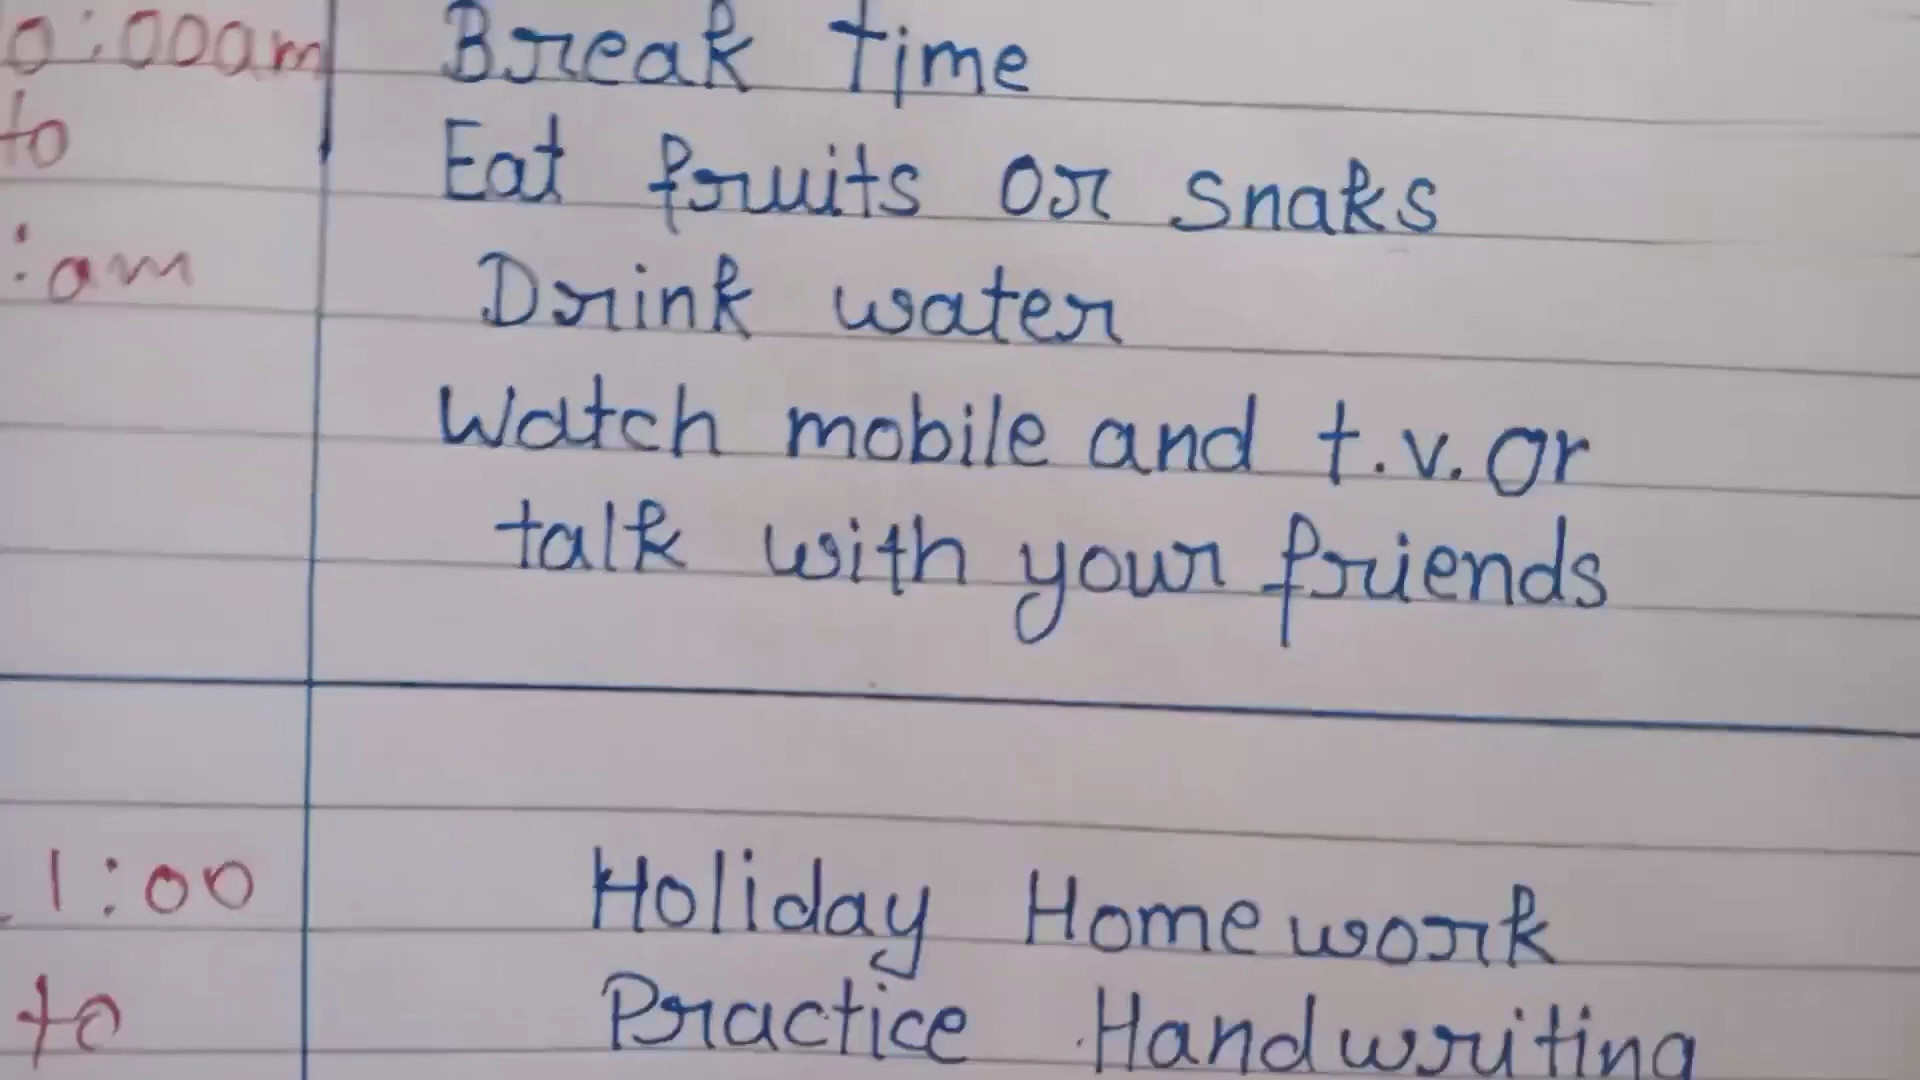 0:00am Break time
to Eat fruits or snaks
:am Drink water
Watch mobile and t.v. or
talk with your friends
1:00 Holiday Homework
to Practice Handwriting